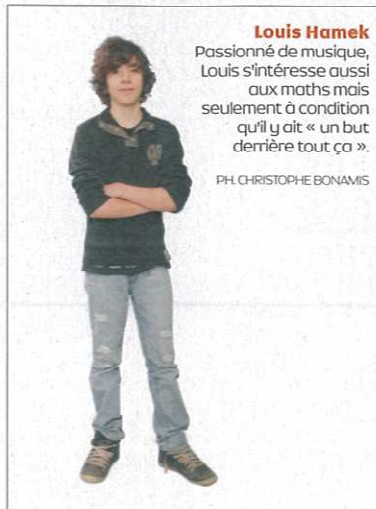 Louis Hamek
Passionné de musique,
Louis s'intéresse aussi
aux maths mais
seulement à condition
qu'il y ait « un but
derrière tout ça ».
PH. CHRISTOPHE BONAMIS